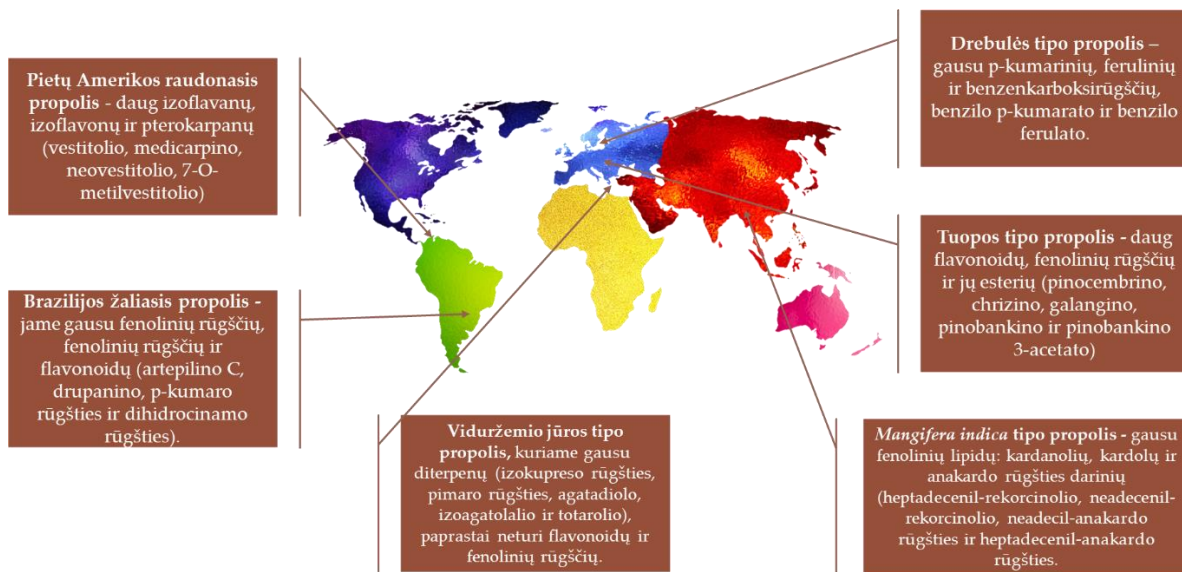 Pietų Amerikos raudonasis
propolis - daug izoflavanų,
izoflavonų ir pterokarpanų
(vestitolio, medicarpino,
neovestitolio, 7-O-
metilvestitolio)
Brazilijos žaliasis propolis -
jame gausu fenolinių rūgščių,
fenolinių rūgščių ir
flavonoidų (artepilino C,
drupanino, p-kumaro
rūgšties ir dihidrocinamo
rūgšties).
Viduržemio jūros tipo
propolis, kuriame gausu
diterpenų (izokupreso rūgšties,
pimaro rūgšties, agatadiolo,
izoagatolalio ir totarolio),
paprastai neturi flavonoidų ir
fenolinių rūgščių.
Drebulės tipo propolis –
gausu p-kumarinių, ferulinių
ir benzenkarboksirūgščių,
benzilo p-kumarato ir benzilo
ferulato.
Tuopos tipo propolis - daug
flavonoidų, fenolinių rūgščių
ir jų esterių (pinocembrino,
chrizino, galangino,
pinobankino ir pinobankino
3-acetato)
Mangifera indica tipo propolis - gausu
fenolinių lipidų: kardanolių, kardolų ir
anakardo rūgšties darinių
(heptadecenil-rekorcinolio, neadecenil-
rekorcinolio, neadecil-anakardo
rūgšties ir heptadecenil-anakardo
rūgšties.